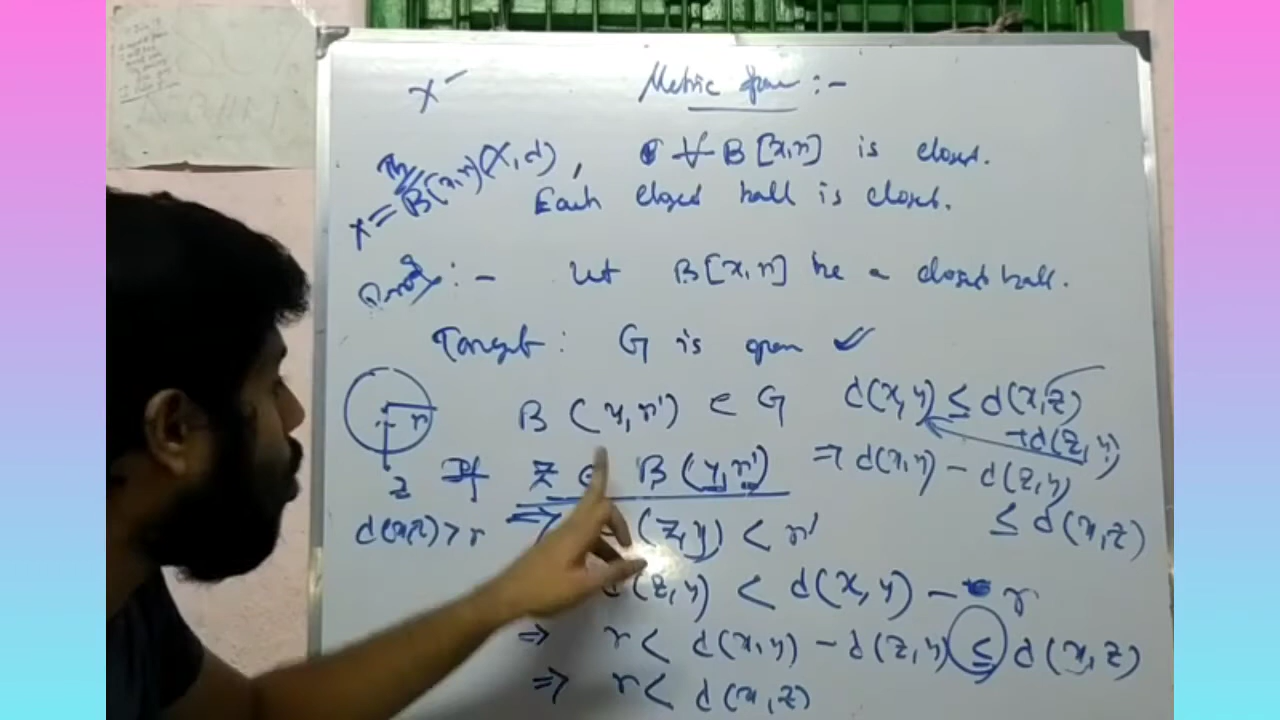 X
Metric space :-
(X, d), ∀ B[x,r] is closed.
x = B(x,r)
Each closed ball is closed.
Proof :- Let B[x,r] be a closed ball.
Target : G is open ✓
B (y,r') ⊂ G
r
z
d(x,z) > r
If z ∈ B (y,r')
⇒ (z,y) < r'
d(z,y) < d(x,y) - r
⇒ r < d(x,y) - d(z,y) ≤ d(x,z)
⇒ r < d(x,z)
d(x,y) ≤ d(x,z)
+d(z,y)
⇒ d(x,y) - d(z,y)
≤ d(x,z)